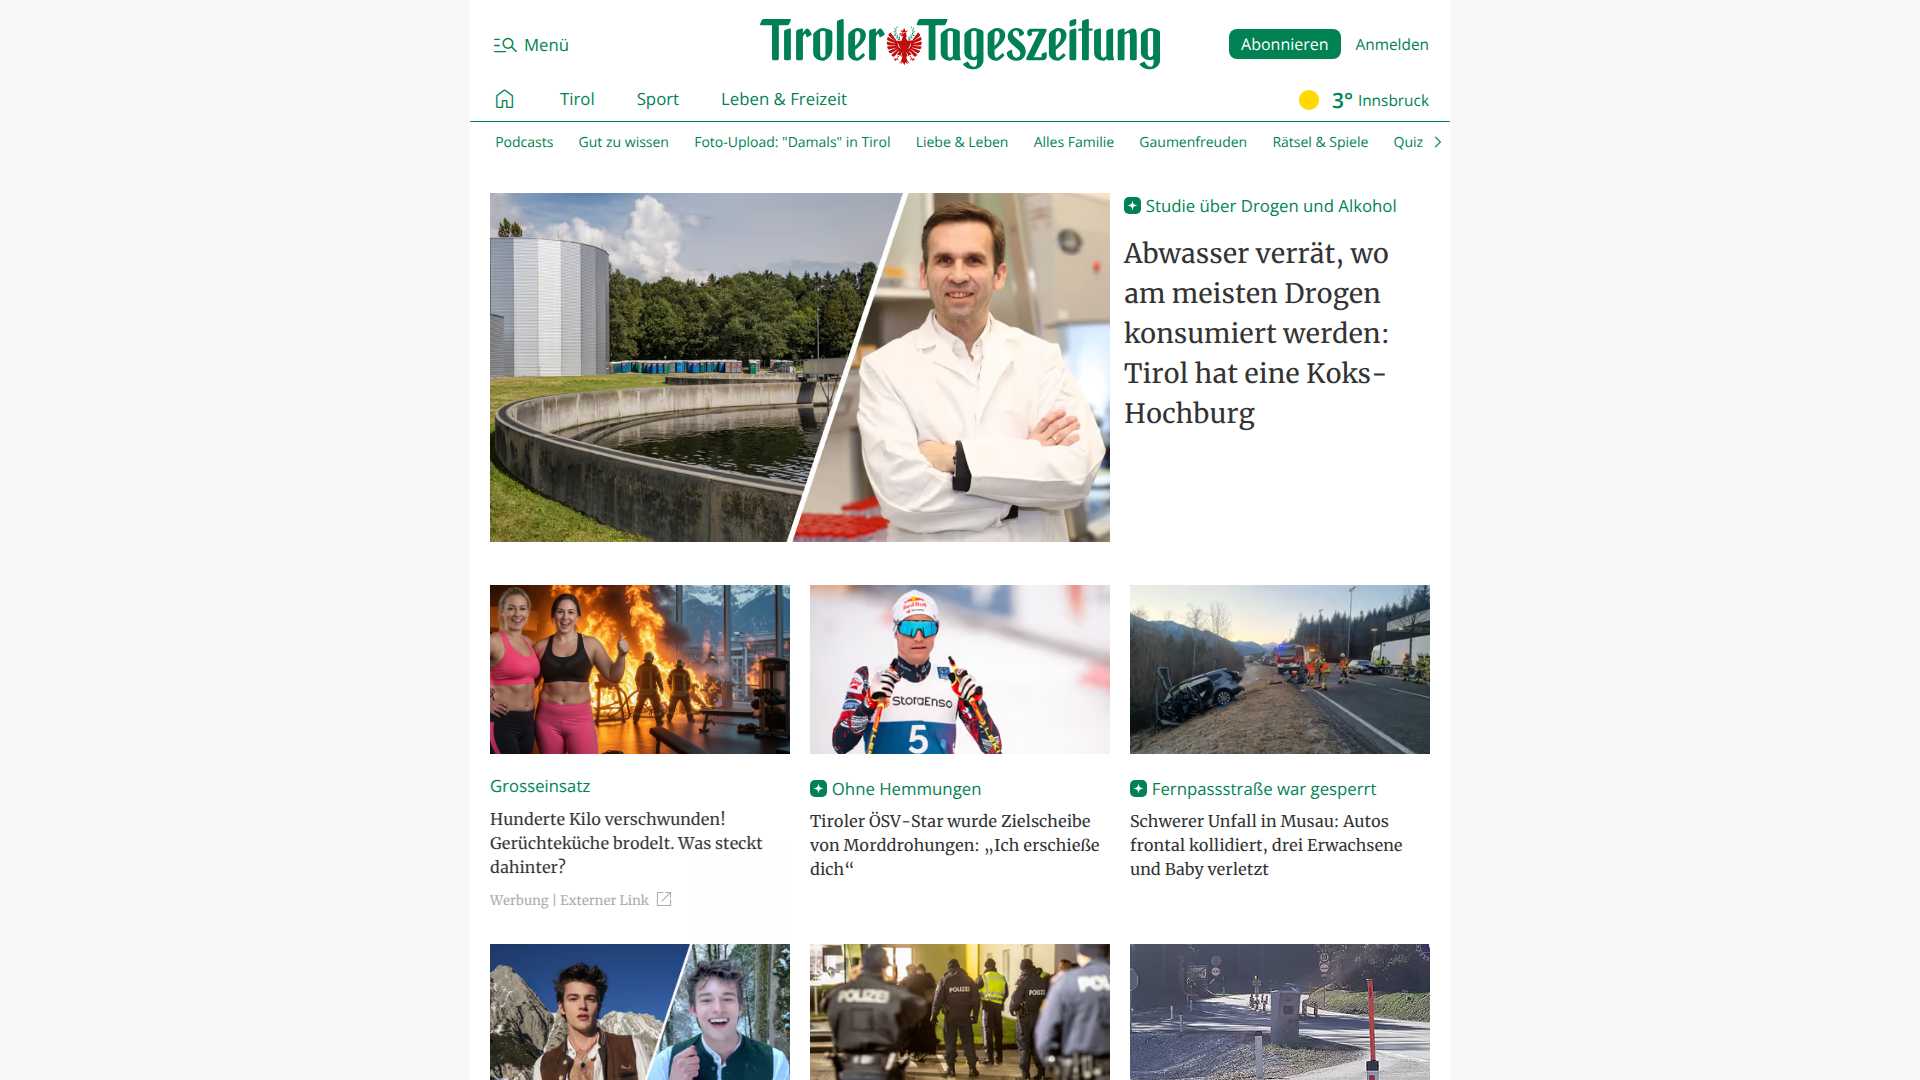 Menü
Tiroler Tageszeitung
Abonnieren
Anmelden
Tirol
Sport
Leben & Freizeit
3° Innsbruck
Podcasts
Gut zu wissen
Foto-Upload: "Damals" in Tirol
Liebe & Leben
Alles Familie
Gaumenfreuden
Rätsel & Spiele
Quiz
Studie über Drogen und Alkohol
Abwasser verrät, wo
am meisten Drogen
konsumiert werden:
Tirol hat eine Koks-
Hochburg
Red Bull
StoraEnso
5
Grosseinsatz
Hunderte Kilo verschwunden!
Gerüchteküche brodelt. Was steckt
dahinter?
Werbung | Externer Link
Ohne Hemmungen
Tiroler ÖSV-Star wurde Zielscheibe
von Morddrohungen: „Ich erschieße
dich“
Fernpassstraße war gesperrt
Schwerer Unfall in Musau: Autos
frontal kollidiert, drei Erwachsene
und Baby verletzt
POLIZEI
POLIZEI
POLIZEI
POL